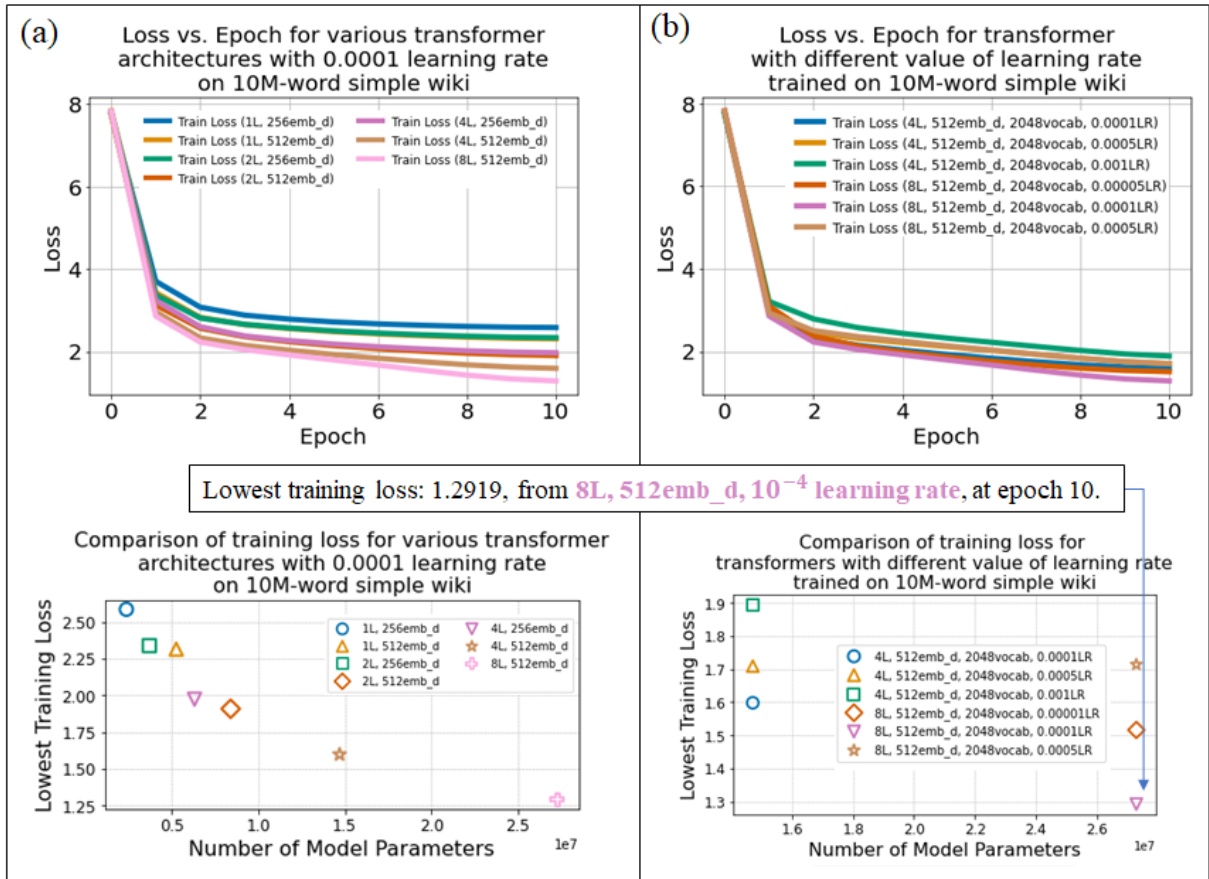 (a)
Loss vs. Epoch for various transformer
architectures with 0.0001 learning rate
on 10M-word simple wiki
Loss
8
6
4
2
Train Loss (1L, 256emb_d)
Train Loss (1L, 512emb_d)
Train Loss (2L, 256emb_d)
Train Loss (2L, 512emb_d)
Train Loss (4L, 256emb_d)
Train Loss (4L, 512emb_d)
Train Loss (8L, 512emb_d)
0 2 4 6 8 10
Epoch
(b)
Loss vs. Epoch for transformer
with different value of learning rate
trained on 10M-word simple wiki
Loss
8
6
4
2
Train Loss (4L, 512emb_d, 2048vocab, 0.0001LR)
Train Loss (4L, 512emb_d, 2048vocab, 0.0005LR)
Train Loss (4L, 512emb_d, 2048vocab, 0.001LR)
Train Loss (8L, 512emb_d, 2048vocab, 0.00005LR)
Train Loss (8L, 512emb_d, 2048vocab, 0.0001LR)
Train Loss (8L, 512emb_d, 2048vocab, 0.0005LR)
0 2 4 6 8 10
Epoch
Lowest training loss: 1.2919, from 8L, 512emb_d, 10⁻⁴ learning rate, at epoch 10.
Comparison of training loss for various transformer
architectures with 0.0001 learning rate
on 10M-word simple wiki
Lowest Training Loss
2.50
2.25
2.00
1.75
1.50
1.25
1L, 256emb_d
1L, 512emb_d
2L, 256emb_d
2L, 512emb_d
4L, 256emb_d
4L, 512emb_d
8L, 512emb_d
0.5 1.0 1.5 2.0 2.5
1e7
Number of Model Parameters
Comparison of training loss for
transformers with different value of learning rate
trained on 10M-word simple wiki
Lowest Training Loss
1.9
1.8
1.7
1.6
1.5
1.4
1.3
4L, 512emb_d, 2048vocab, 0.0001LR
4L, 512emb_d, 2048vocab, 0.0005LR
4L, 512emb_d, 2048vocab, 0.001LR
8L, 512emb_d, 2048vocab, 0.00001LR
8L, 512emb_d, 2048vocab, 0.0001LR
8L, 512emb_d, 2048vocab, 0.0005LR
1.6 1.8 2.0 2.2 2.4 2.6
1e7
Number of Model Parameters